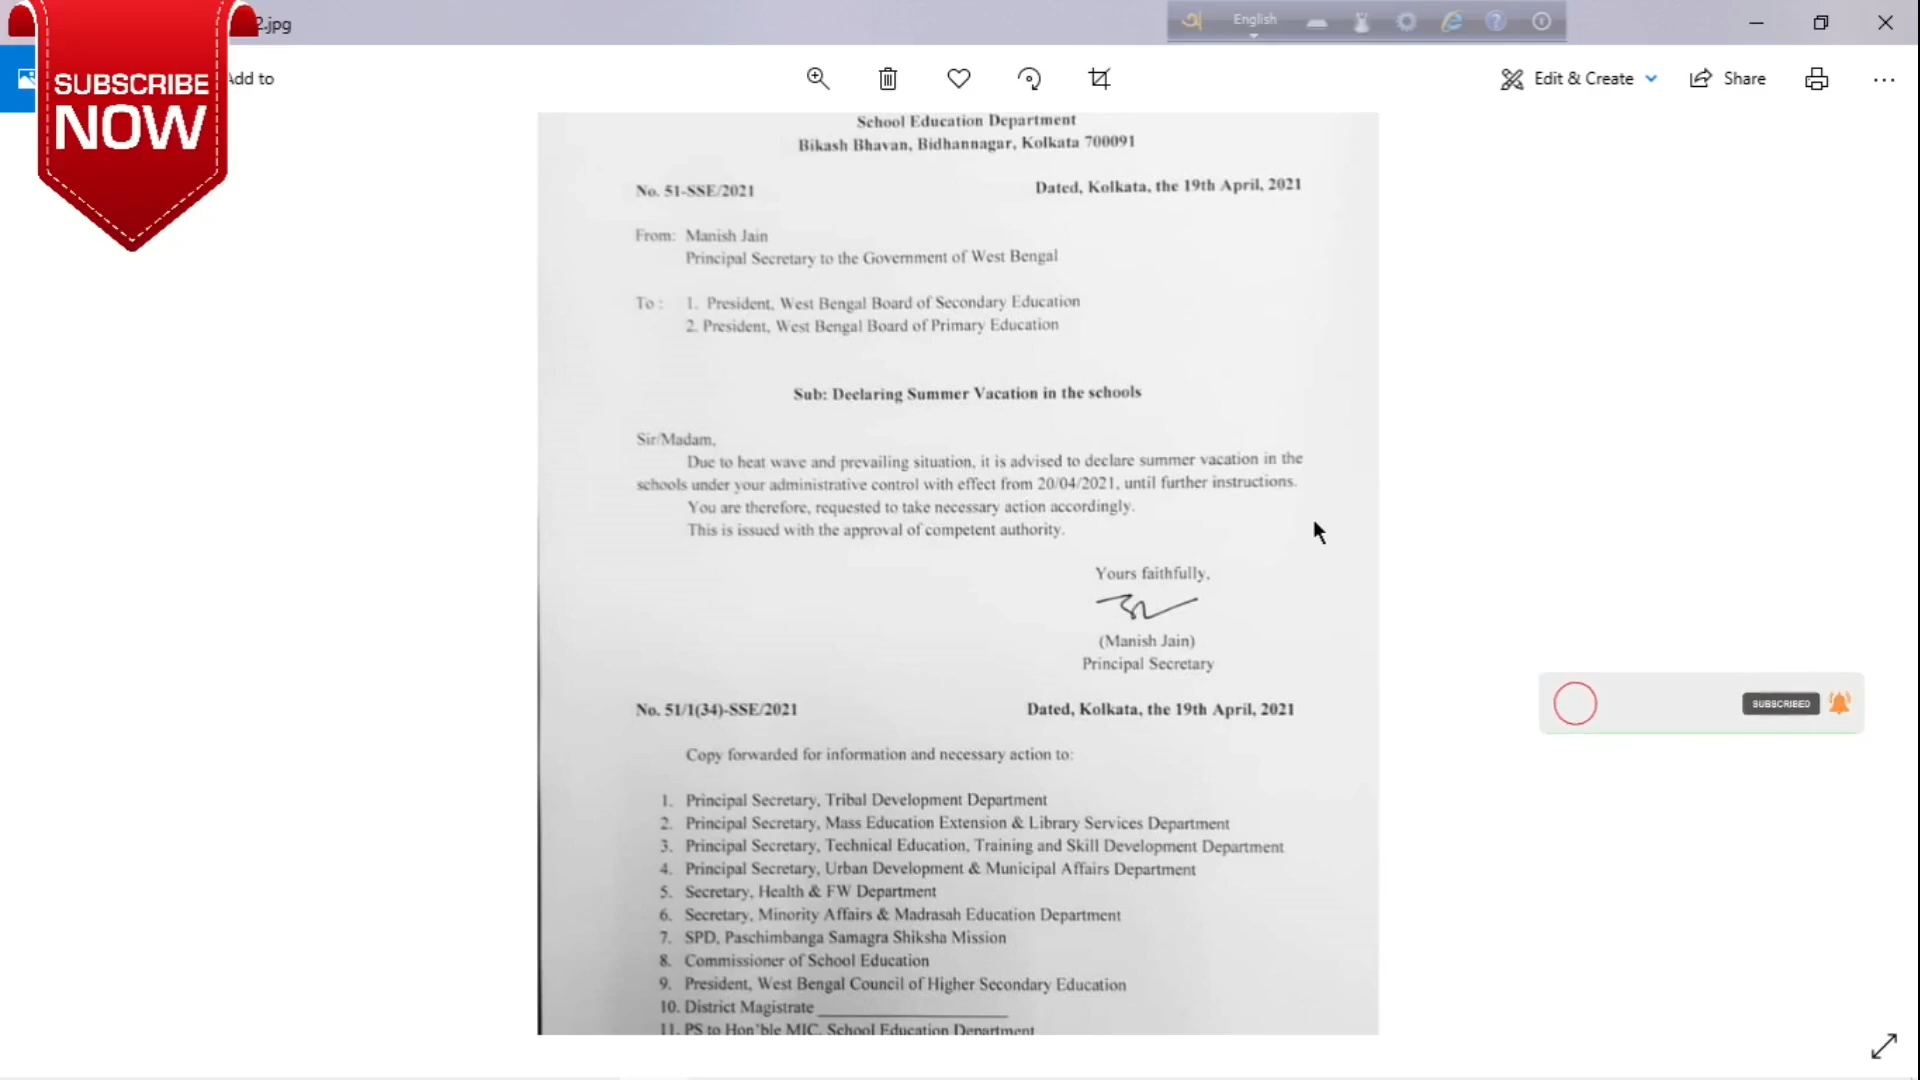 2.jpg
English
SUBSCRIBE
NOW
Add to
Edit & Create
Share
School Education Department
Bikash Bhavan, Bidhannagar, Kolkata 700091
No. 51-SSE/2021 Dated, Kolkata, the 19th April, 2021
From: Manish Jain
Principal Secretary to the Government of West Bengal
To : 1. President, West Bengal Board of Secondary Education
2. President, West Bengal Board of Primary Education
Sub: Declaring Summer Vacation in the schools
Sir/Madam,
Due to heat wave and prevailing situation, it is advised to declare summer vacation in the
schools under your administrative control with effect from 20/04/2021, until further instructions.
You are therefore, requested to take necessary action accordingly.
This is issued with the approval of competent authority.
Yours faithfully,
(Manish Jain)
Principal Secretary
No. 51/1(34)-SSE/2021 Dated, Kolkata, the 19th April, 2021
Copy forwarded for information and necessary action to:
1. Principal Secretary, Tribal Development Department
2. Principal Secretary, Mass Education Extension & Library Services Department
3. Principal Secretary, Technical Education, Training and Skill Development Department
4. Principal Secretary, Urban Development & Municipal Affairs Department
5. Secretary, Health & FW Department
6. Secretary, Minority Affairs & Madrasah Education Department
7. SPD, Paschimbanga Samagra Shiksha Mission
8. Commissioner of School Education
9. President, West Bengal Council of Higher Secondary Education
10. District Magistrate
11. PS to Hon'ble MIC, School Education Department
SUBSCRIBED